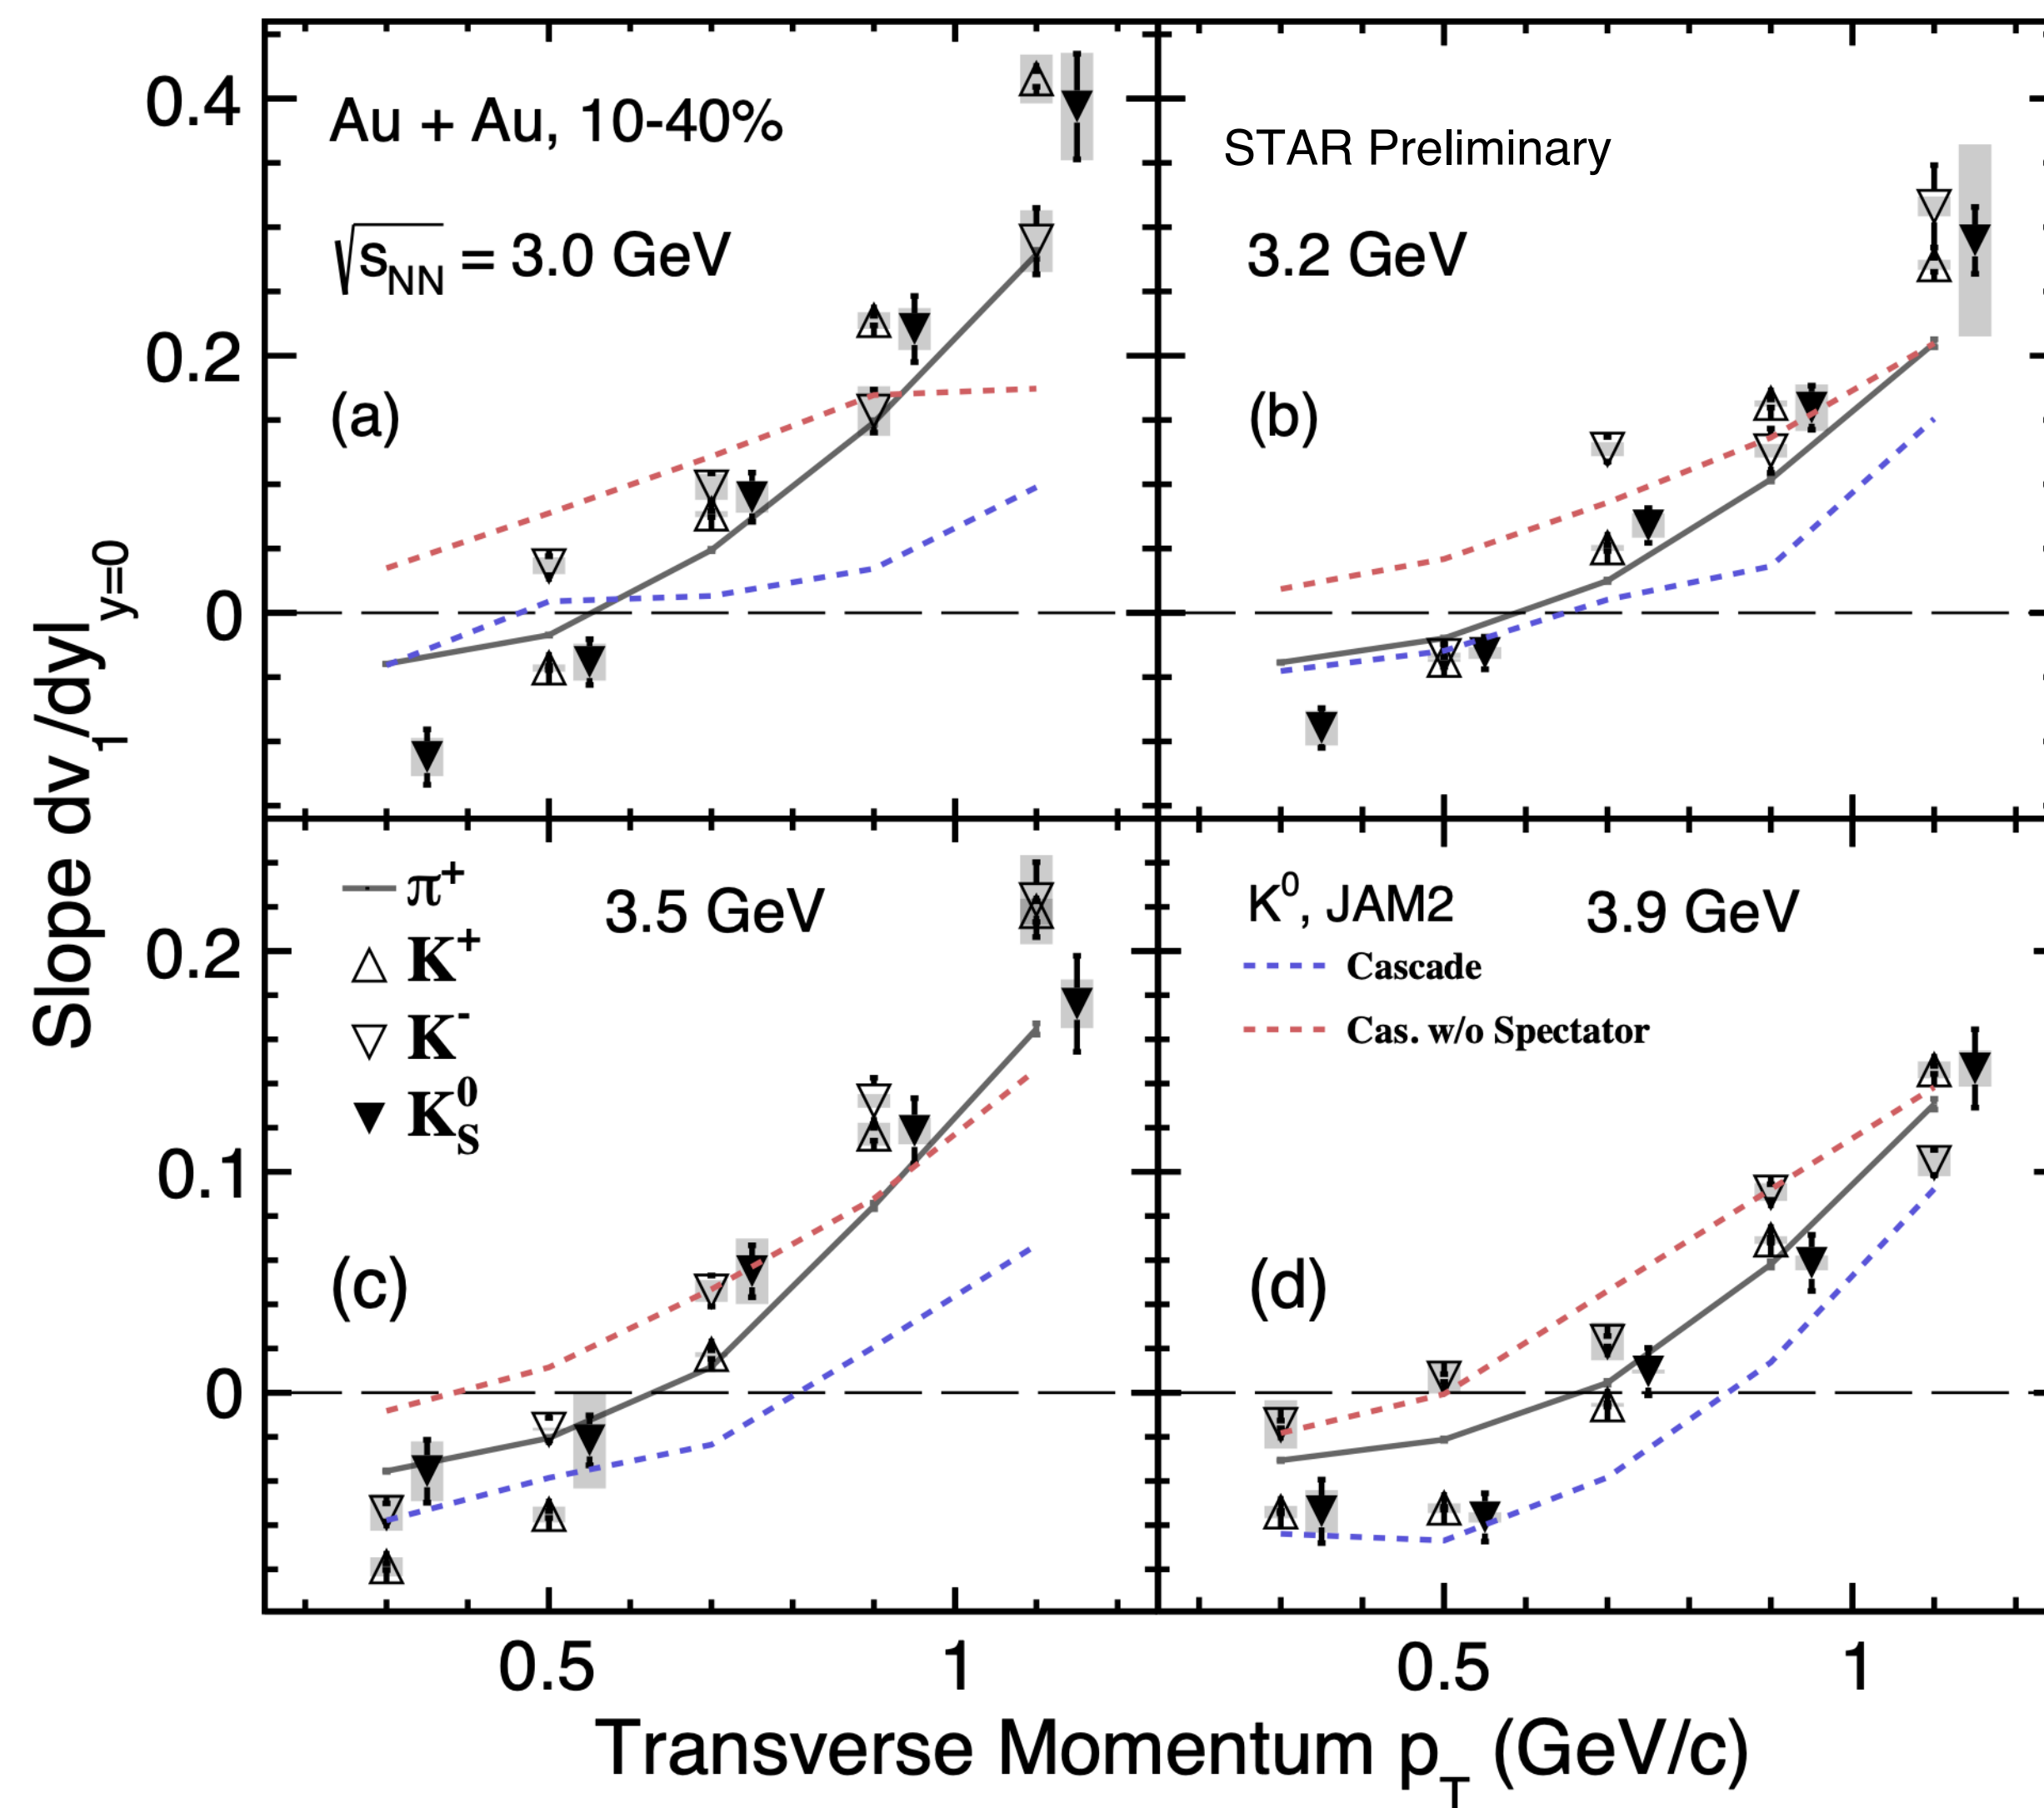 Slope dv₁/dy|y=0
0.4
0.2
0
0.2
0.1
0
Au + Au, 10-40%
√sNN = 3.0 GeV
(a)
STAR Preliminary
3.2 GeV
(b)
π⁺
K⁺
K⁻
K⁰S
3.5 GeV
(c)
K⁰, JAM2
3.9 GeV
Cascade
Cas. w/o Spectator
(d)
0.5
1
0.5
1
Transverse Momentum pT (GeV/c)